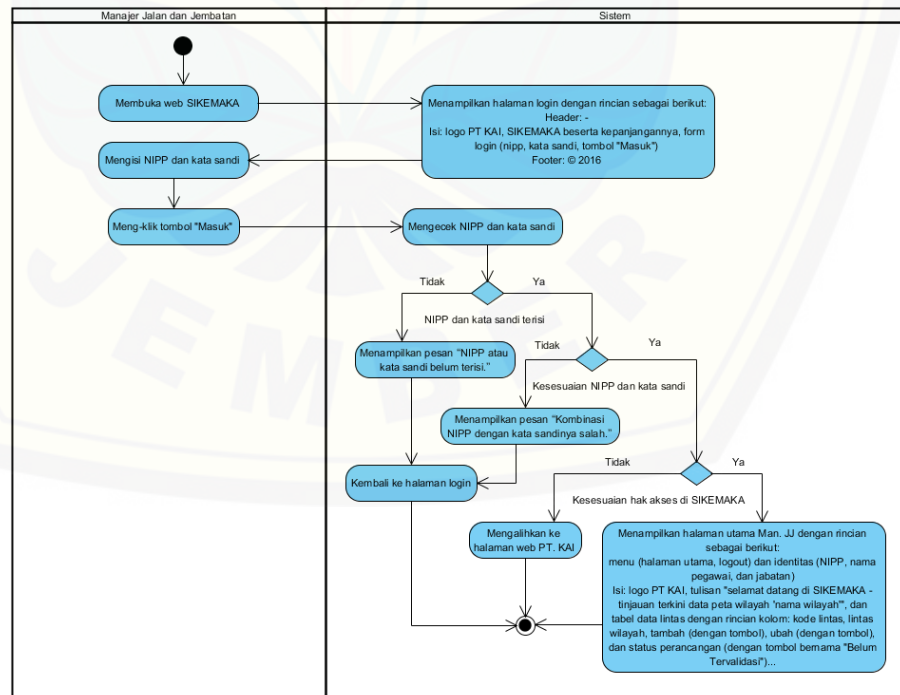 Manajer Jalan dan Jembatan
Sistem
Membuka web SIKEMAKA
Menampilkan halaman login dengan rincian sebagai berikut:
Header: -
Isi: logo PT KAI, SIKEMAKA beserta kepanjangannya, form
login (nipp, kata sandi, tombol "Masuk")
Footer: © 2016
Mengisi NIPP dan kata sandi
Meng-klik tombol "Masuk"
Mengecek NIPP dan kata sandi
Tidak
Ya
NIPP dan kata sandi terisi
Menampilkan pesan "NIPP atau
kata sandi belum terisi."
Tidak
Ya
Kesesuaian NIPP dan kata sandi
Menampilkan pesan "Kombinasi
NIPP dengan kata sandinya salah."
Kembali ke halaman login
Tidak
Ya
Kesesuaian hak akses di SIKEMAKA
Mengalihkan ke
halaman web PT. KAI
Menampilkan halaman utama Man. JJ dengan rincian
sebagai berikut:
menu (halaman utama, logout) dan identitas (NIPP, nama
pegawai, dan jabatan)
Isi: logo PT KAI, tulisan "selamat datang di SIKEMAKA -
tinjauan terkini data peta wilayah 'nama wilayah'", dan
tabel data lintas dengan rincian kolom: kode lintas, lintas
wilayah, tambah (dengan tombol), ubah (dengan tombol),
dan status perancangan (dengan tombol bernama "Belum
Tervalidasi")...
JEMBER